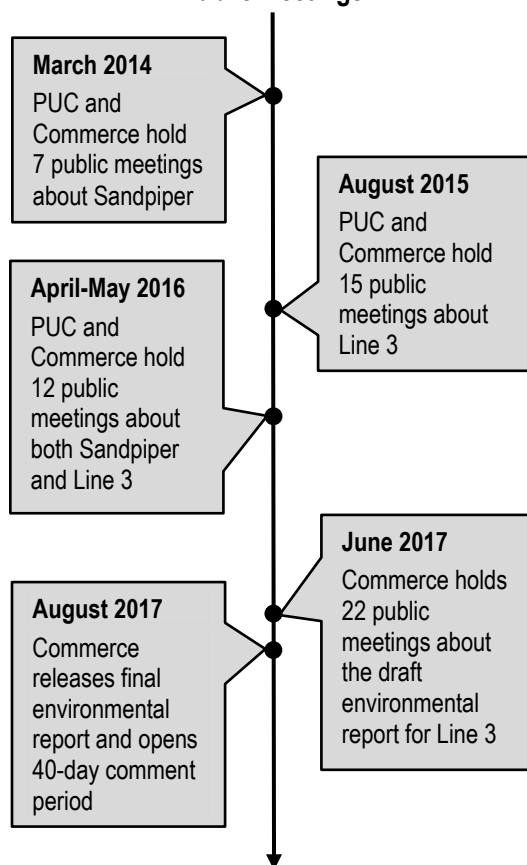 March 2014
PUC and
Commerce hold
7 public meetings
about Sandpiper
August 2015
PUC and
Commerce hold
15 public
meetings about
Line 3
April-May 2016
PUC and
Commerce hold
12 public
meetings about
both Sandpiper
and Line 3
June 2017
Commerce holds
22 public
meetings about
the draft
environmental
report for Line 3
August 2017
Commerce
releases final
environmental
report and opens
40-day comment
period